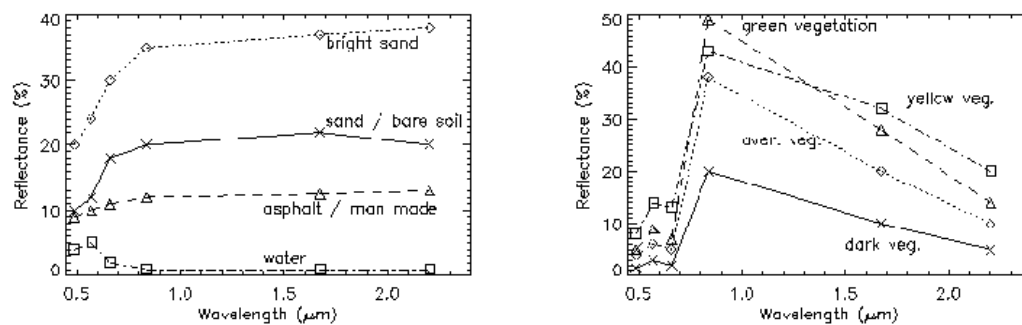 40
30
20
10
0
Reflectance (%)
bright sand
sand / bare soil
asphalt / man made
water
0.5 1.0 1.5 2.0
Wavelength (μm)
50
40
30
20
10
0
Reflectance (%)
green vegetation
yellow veg.
aver. veg.
dark veg.
0.5 1.0 1.5 2.0
Wavelength (μm)